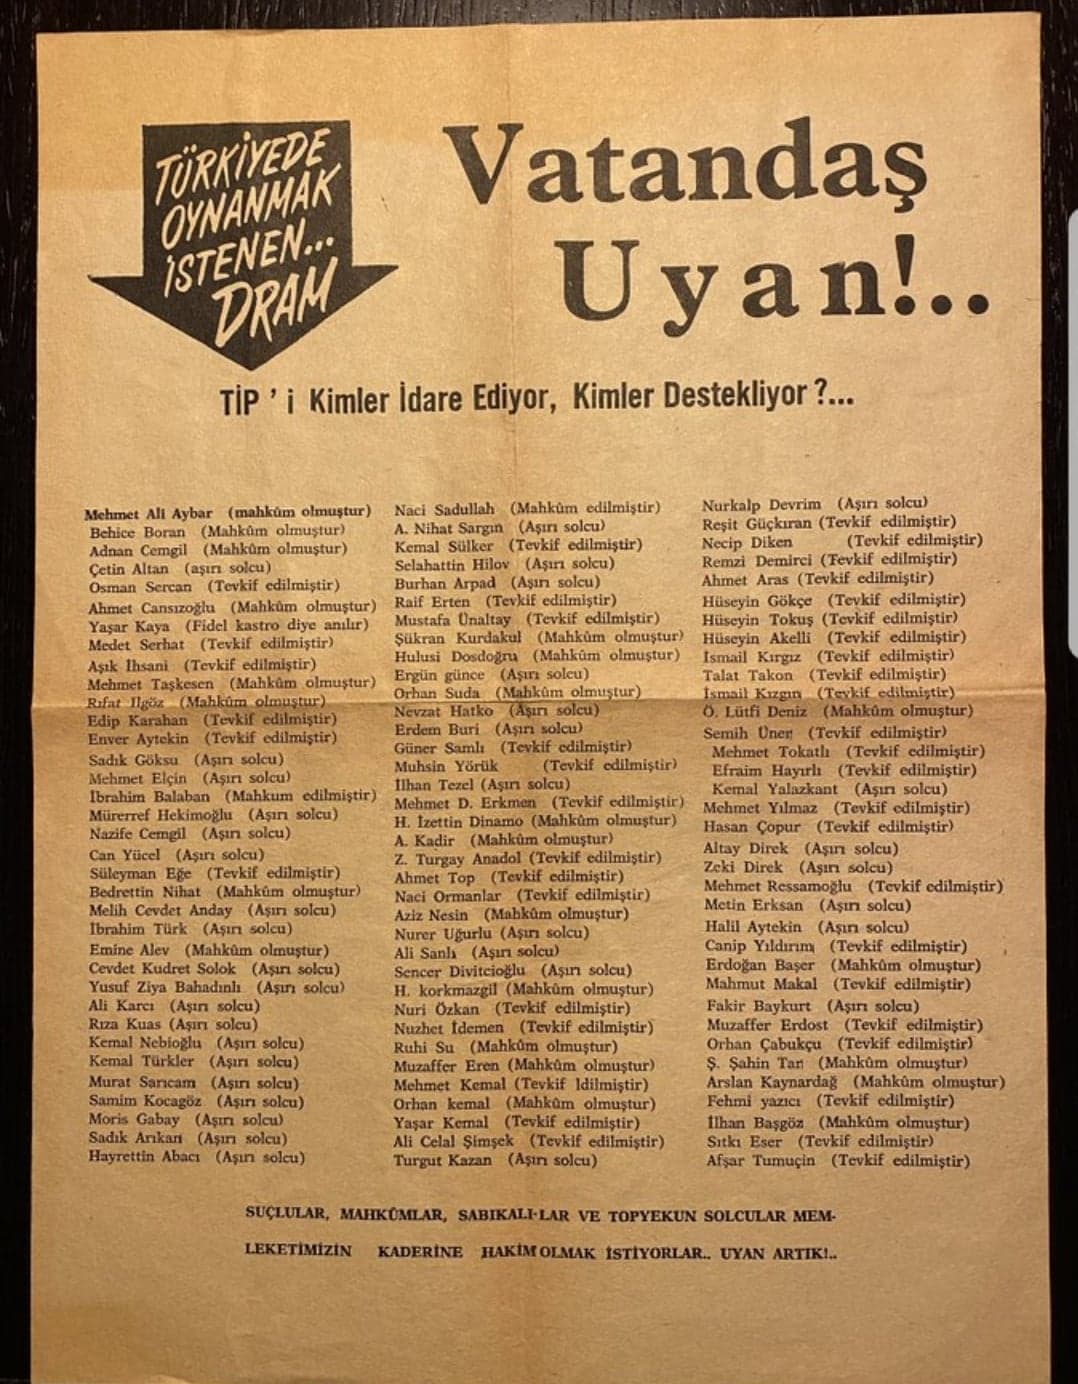 TÜRKİYEDE
OYNANMAK
İSTENEN...
DRAM
Vatandaş
Uyan!..
TİP ' i Kimler İdare Ediyor, Kimler Destekliyor ?...
Mehmet Ali Aybar (mahkûm olmuştur)
Behice Boran (Mahkûm olmuştur)
Adnan Cemgil (Mahkûm olmuştur)
Çetin Altan (aşırı solcu)
Osman Sercan (Tevkif edilmiştir)
Ahmet Cansızoğlu (Mahkûm olmuştur)
Yaşar Kaya (Fidel kastro diye anılır)
Medet Serhat (Tevkif edilmiştir)
Aşık İhsani (Tevkif edilmiştir)
Mehmet Taşkesen (Mahkûm olmuştur)
Rıfat Ilgöz (Mahkûm olmuştur)
Edip Karahan (Tevkif edilmiştir)
Enver Aytekin (Tevkif edilmiştir)
Sadık Göksu (Aşırı solcu)
Mehmet Elçin (Aşırı solcu)
İbrahim Balaban (Mahkum edilmiştir)
Mürerref Hekimoğlu (Aşırı solcu)
Nazife Cemgil (Aşırı solcu)
Can Yücel (Aşırı solcu)
Süleyman Eğe (Tevkif edilmiştir)
Bedrettin Nihat (Mahkûm olmuştur)
Melih Cevdet Anday (Aşırı solcu)
İbrahim Türk (Aşırı solcu)
Emine Alev (Mahkûm olmuştur)
Cevdet Kudret Solok (Aşırı solcu)
Yusuf Ziya Bahadınlı (Aşırı solcu)
Ali Karcı (Aşırı solcu)
Rıza Kuas (Aşırı solcu)
Kemal Nebioğlu (Aşırı solcu)
Kemal Türkler (Aşırı solcu)
Murat Sarıcam (Aşırı solcu)
Samim Kocagöz (Aşırı solcu)
Moris Gabay (Aşırı solcu)
Sadık Arıkan (Aşırı solcu)
Hayrettin Abacı (Aşırı solcu)
Naci Sadullah (Mahkûm edilmiştir)
A. Nihat Sargın (Aşırı solcu)
Kemal Sülker (Tevkif edilmiştir)
Selahattin Hilov (Aşırı solcu)
Burhan Arpad (Aşırı solcu)
Raif Erten (Tevkif edilmiştir)
Mustafa Ünaltay (Tevkif edilmiştir)
Şükran Kurdakul (Mahkûm olmuştur)
Hulusi Dosdoğru (Mahkûm olmuştur)
Ergün günce (Aşırı solcu)
Orhan Suda (Mahkûm olmuştur)
Nevzat Hatko (Aşırı solcu)
Erdem Buri (Aşırı solcu)
Güner Samlı (Tevkif edilmiştir)
Muhsin Yörük (Tevkif edilmiştir)
İlhan Tezel (Aşırı solcu)
Mehmet D. Erkmen (Tevkif edilmiştir)
H. İzettin Dinamo (Mahkûm olmuştur)
A. Kadir (Mahkûm olmuştur)
Z. Turgay Anadol (Tevkif edilmiştir)
Ahmet Top (Tevkif edilmiştir)
Naci Ormanlar (Tevkif edilmiştir)
Aziz Nesin (Mahkûm olmuştur)
Nurer Uğurlu (Aşırı solcu)
Ali Sanlı (Aşırı solcu)
Sencer Divitcioğlu (Aşırı solcu)
H. korkmazgil (Mahkûm olmuştur)
Nuri Özkan (Tevkif edilmiştir)
Nuzhet İdemen (Tevkif edilmiştir)
Ruhi Su (Mahkûm olmuştur)
Muzaffer Eren (Mahkûm olmuştur)
Mehmet Kemal (Tevkif ldilmiştir)
Orhan kemal (Mahkûm olmuştur)
Yaşar Kemal (Tevkif edilmiştir)
Ali Celal Şimşek (Tevkif edilmiştir)
Turgut Kazan (Aşırı solcu)
Nurkalp Devrim (Aşırı solcu)
Reşit Güçkıran (Tevkif edilmiştir)
Necip Diken (Tevkif edilmiştir)
Remzi Demirci (Tevkif edilmiştir)
Ahmet Aras (Tevkif edilmiştir)
Hüseyin Gökçe (Tevkif edilmiştir)
Hüseyin Tokuş (Tevkif edilmiştir)
Hüseyin Akelli (Tevkif edilmiştir)
İsmail Kırgız (Tevkif edilmiştir)
Talat Takon (Tevkif edilmiştir)
İsmail Kızgın (Tevkif edilmiştir)
Ö. Lütfi Deniz (Mahkûm olmuştur)
Semih Üner (Tevkif edilmiştir)
Mehmet Tokatlı (Tevkif edilmiştir)
Efraim Hayırlı (Tevkif edilmiştir)
Kemal Yalazkant (Aşırı solcu)
Mehmet Yılmaz (Tevkif edilmiştir)
Hasan Çopur (Tevkif edilmiştir)
Altay Direk (Aşırı solcu)
Zeki Direk (Aşırı solcu)
Mehmet Ressamoğlu (Tevkif edilmiştir)
Metin Erksan (Aşırı solcu)
Halil Aytekin (Aşırı solcu)
Canip Yıldırım (Tevkif edilmiştir)
Erdoğan Başer (Mahkûm olmuştur)
Mahmut Makal (Tevkif edilmiştir)
Fakir Baykurt (Aşırı solcu)
Muzaffer Erdost (Tevkif edilmiştir)
Orhan Çabukçu (Tevkif edilmiştir)
Ş. Şahin Tan (Mahkûm olmuştur)
Arslan Kaynardağ (Mahkûm olmuştur)
Fehmi yazıcı (Tevkif edilmiştir)
İlhan Başgöz (Mahkûm olmuştur)
Sıtkı Eser (Tevkif edilmiştir)
Afşar Tumuçin (Tevkif edilmiştir)
SUÇLULAR, MAHKÛMLAR, SABIKALI-LAR VE TOPYEKUN SOLCULAR MEM-
LEKETİMİZİN KADERİNE HAKİM OLMAK İSTİYORLAR.. UYAN ARTIK!..